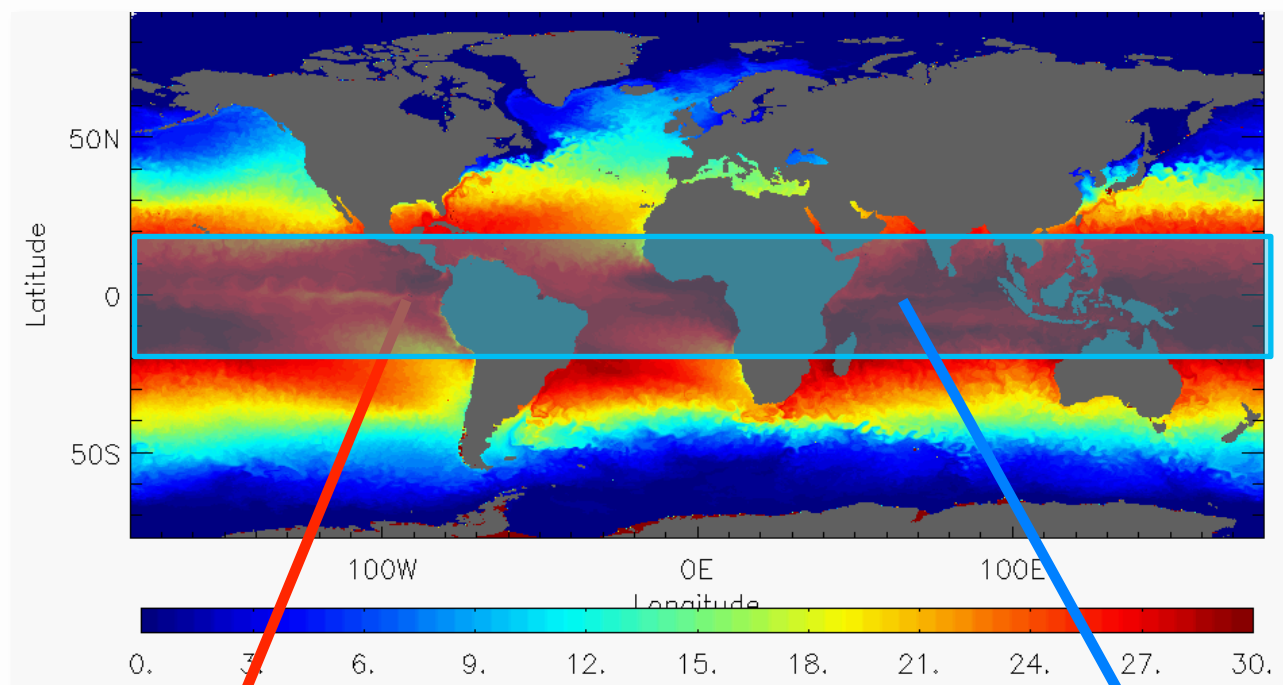 50N
Latitude
0
50S
100W 0E 100E
Longitude
0. 3. 6. 9. 12. 15. 18. 21. 24. 27. 30.